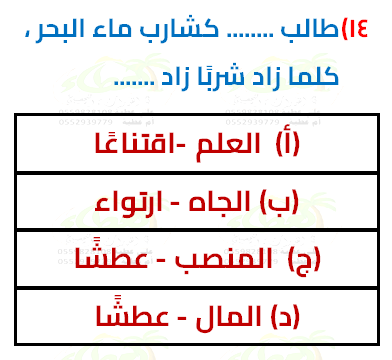 ١٤) طالب ........ كشارب ماء البحر ،
كلما زاد شربًا زاد .......
(أ) العلم -اقتناعًا
(ب) الجاه - ارتواء
(ج) المنصب - عطشًا
(د) المال - عطشًا